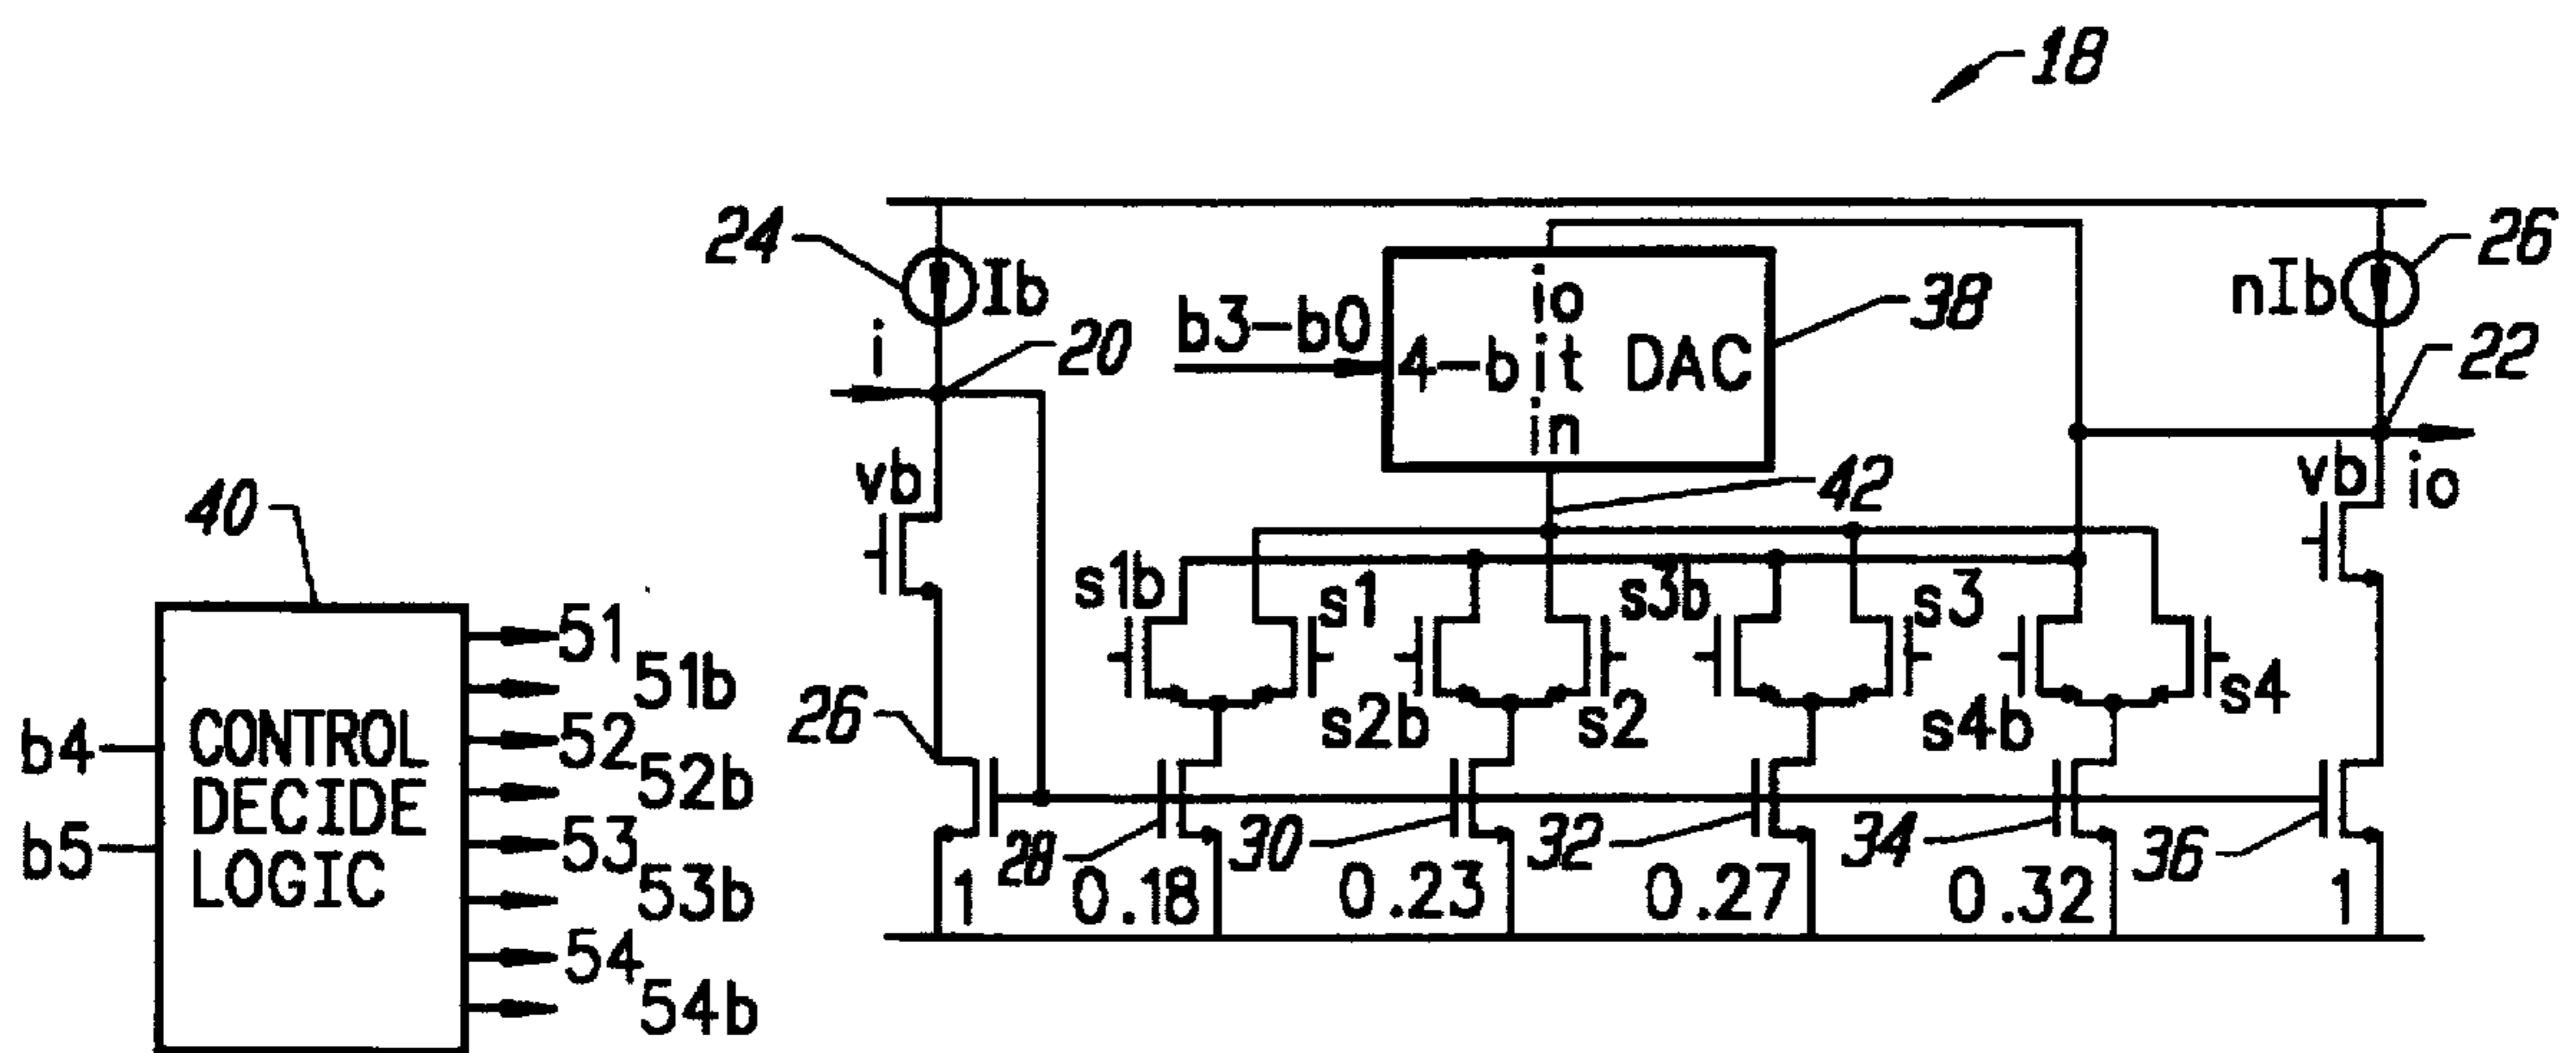 18
24
Ib
i
20
b3-b0
io
4-bit DAC
in
38
nIb
26
22
io
vb
42
vb
40
CONTROL
DECIDE
LOGIC
b4
b5
51
51b
52
52b
53
53b
54
54b
s1b
s1
s2b
s2
s3b
s3
s4b
s4
26
1
28
0.18
30
0.23
32
0.27
34
0.32
36
1